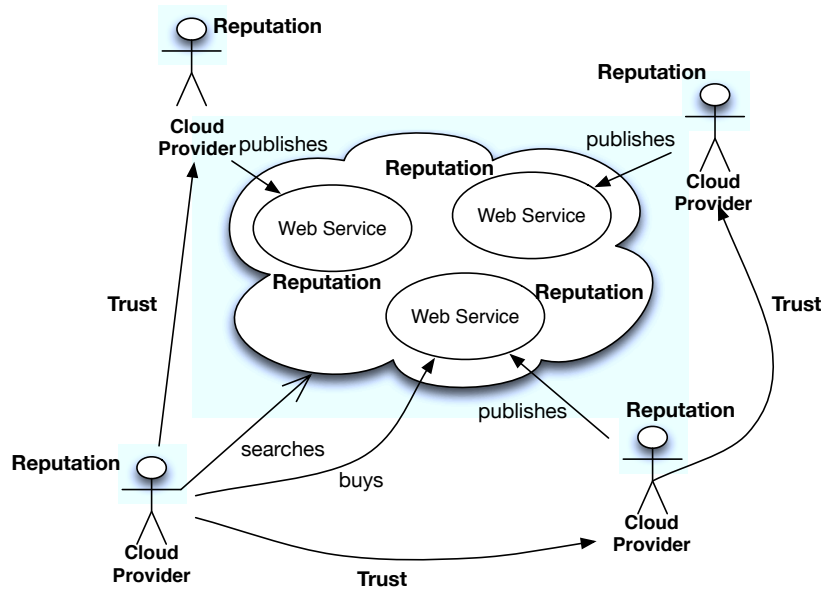 Reputation
Cloud
Provider
publishes
Reputation
publishes
Cloud
Provider
Reputation
Web Service
Web Service
Reputation
Web Service
Reputation
Trust
Trust
searches
buys
publishes
Reputation
Reputation
Cloud
Provider
Cloud
Provider
Trust